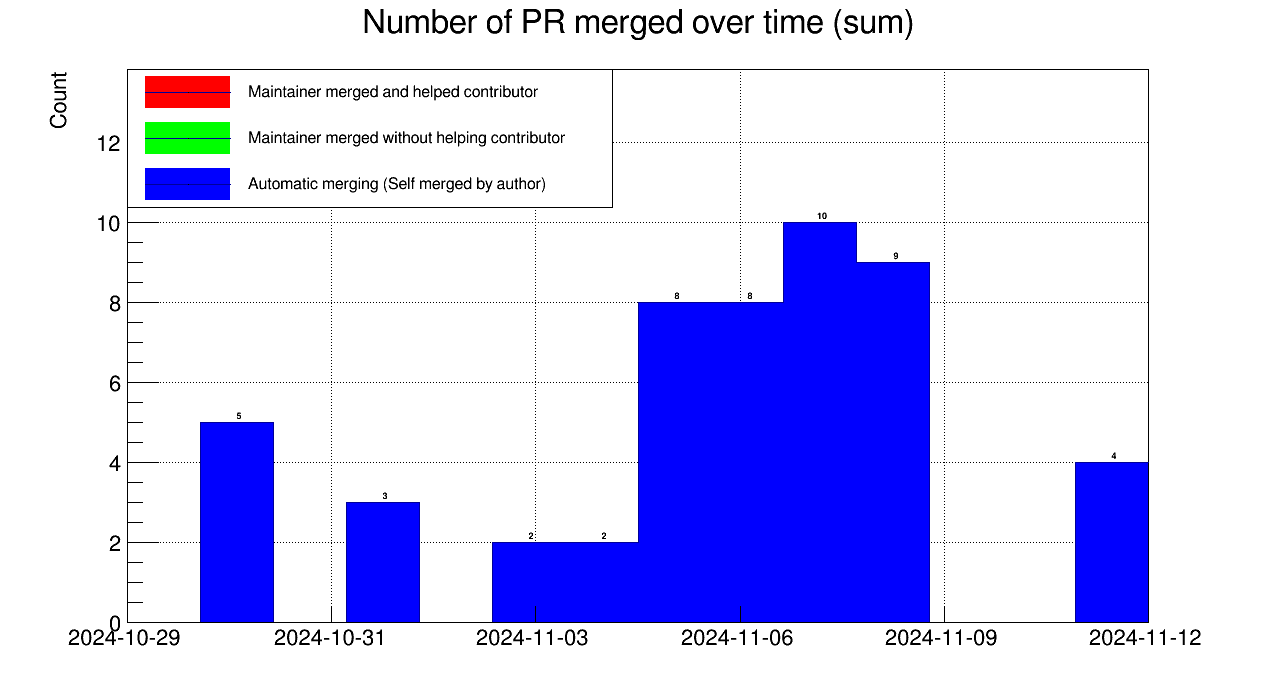 Number of PR merged over time (sum)
Count
Maintainer merged and helped contributor
Maintainer merged without helping contributor
Automatic merging (Self merged by author)
12
10
8
6
4
2
0
10
9
8 8
5
4
3
2 2
2024-10-29 2024-10-31 2024-11-03 2024-11-06 2024-11-09 2024-11-12